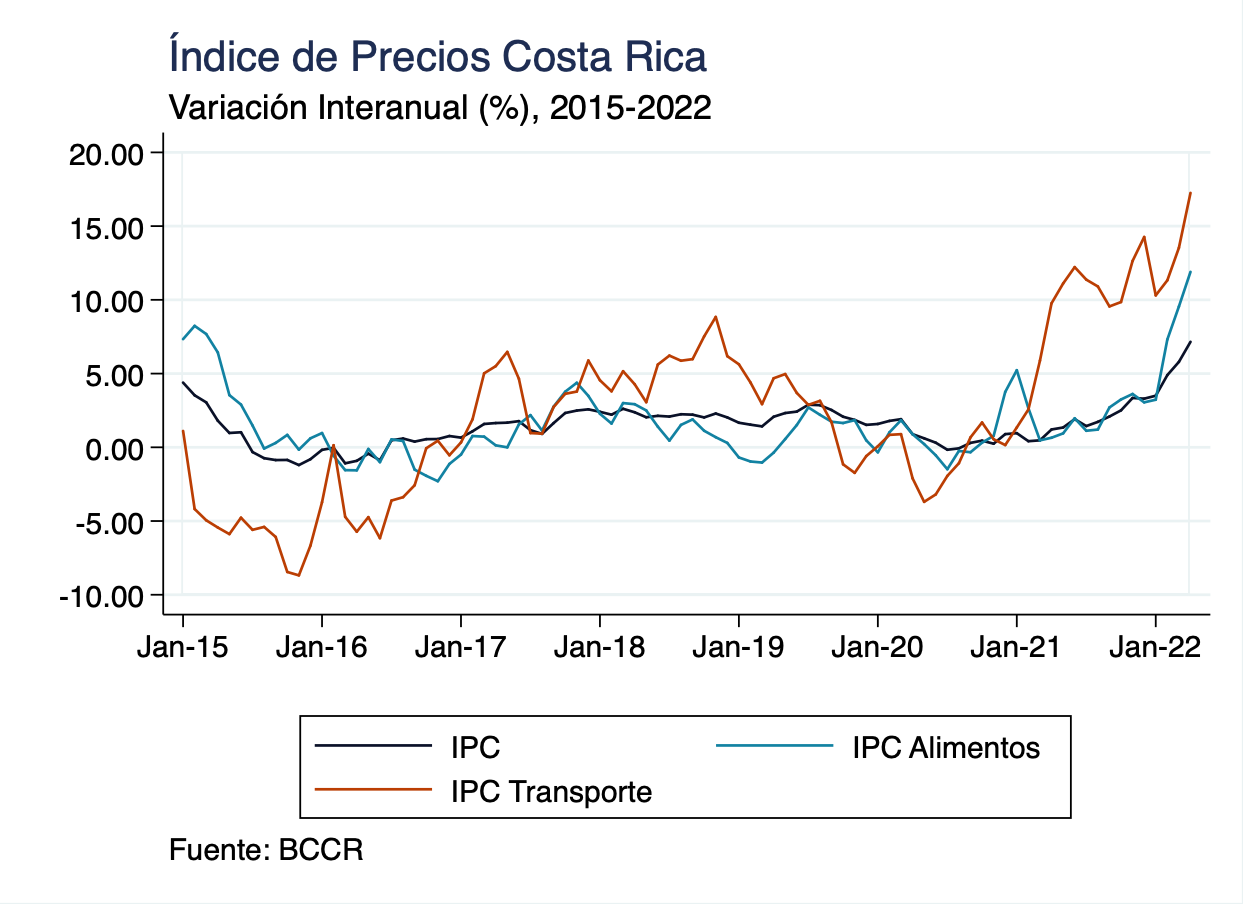 Índice de Precios Costa Rica
Variación Interanual (%), 2015-2022
20.00
15.00
10.00
5.00
0.00
-5.00
-10.00
Jan-15 Jan-16 Jan-17 Jan-18 Jan-19 Jan-20 Jan-21 Jan-22
IPC IPC Alimentos
IPC Transporte
Fuente: BCCR